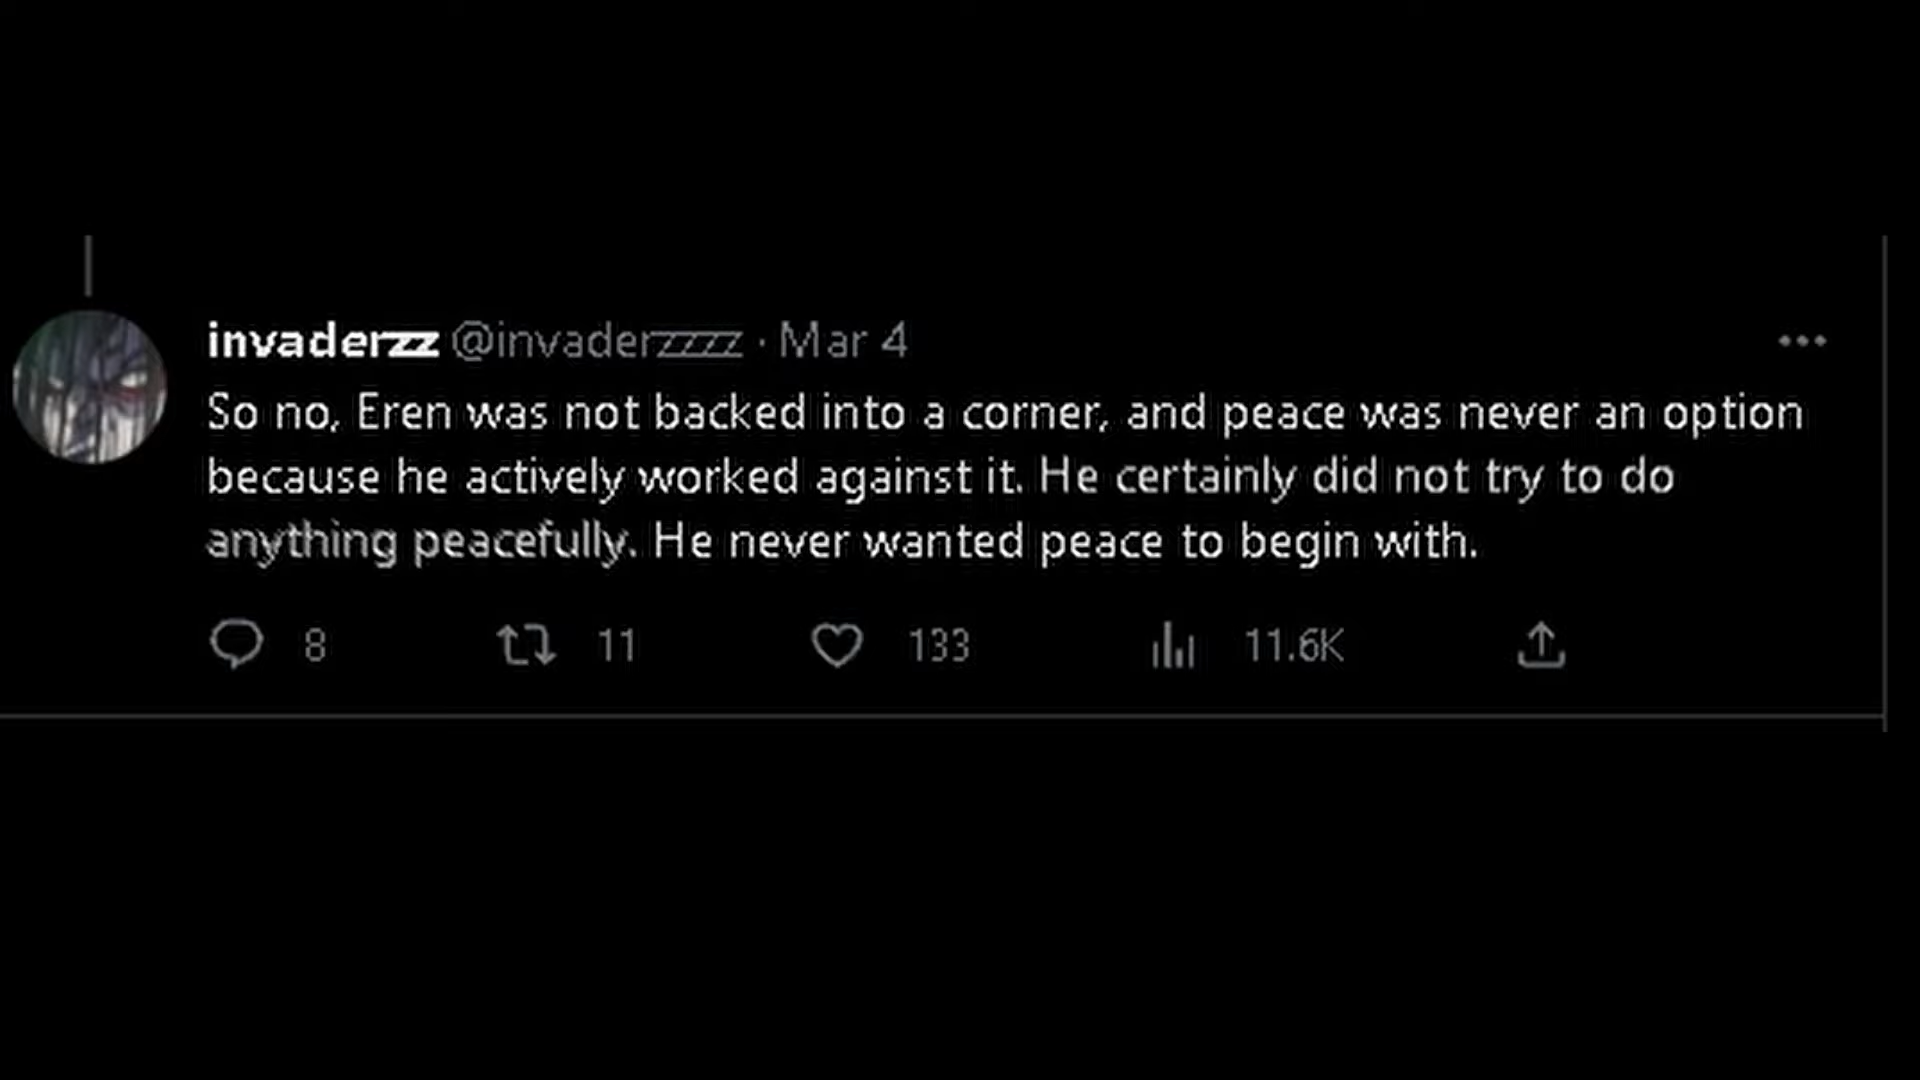 invaderzz @invaderzzzz · Mar 4
So no, Eren was not backed into a corner, and peace was never an option
because he actively worked against it. He certainly did not try to do
anything peacefully. He never wanted peace to begin with.
8 11 133 11.6K